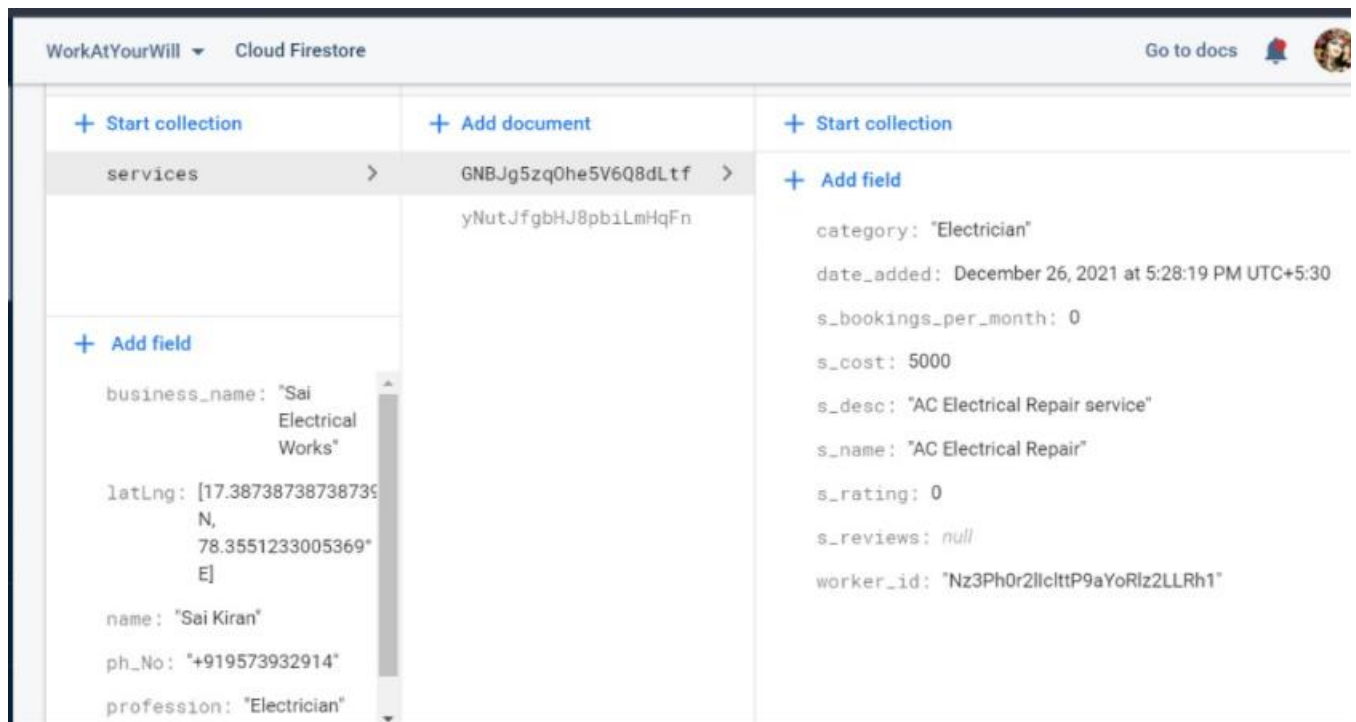 WorkAtYourWill Cloud Firestore Go to docs
+ Start collection
services
+ Add field
business_name: "Sai
Electrical
Works"
latLng: [17.38738738738739
N,
78.3551233005369°
E]
name: "Sai Kiran"
ph_No: "+919573932914"
profession: "Electrician"
+ Add document
GNBJg5zqOhe5V6Q8dLtf
yNutJfgbHJ8pbiLmHqFn
+ Start collection
+ Add field
category: "Electrician"
date_added: December 26, 2021 at 5:28:19 PM UTC+5:30
s_bookings_per_month: 0
s_cost: 5000
s_desc: "AC Electrical Repair service"
s_name: "AC Electrical Repair"
s_rating: 0
s_reviews: null
worker_id: "Nz3Ph0r2lIclttP9aYoRlz2LLRh1"